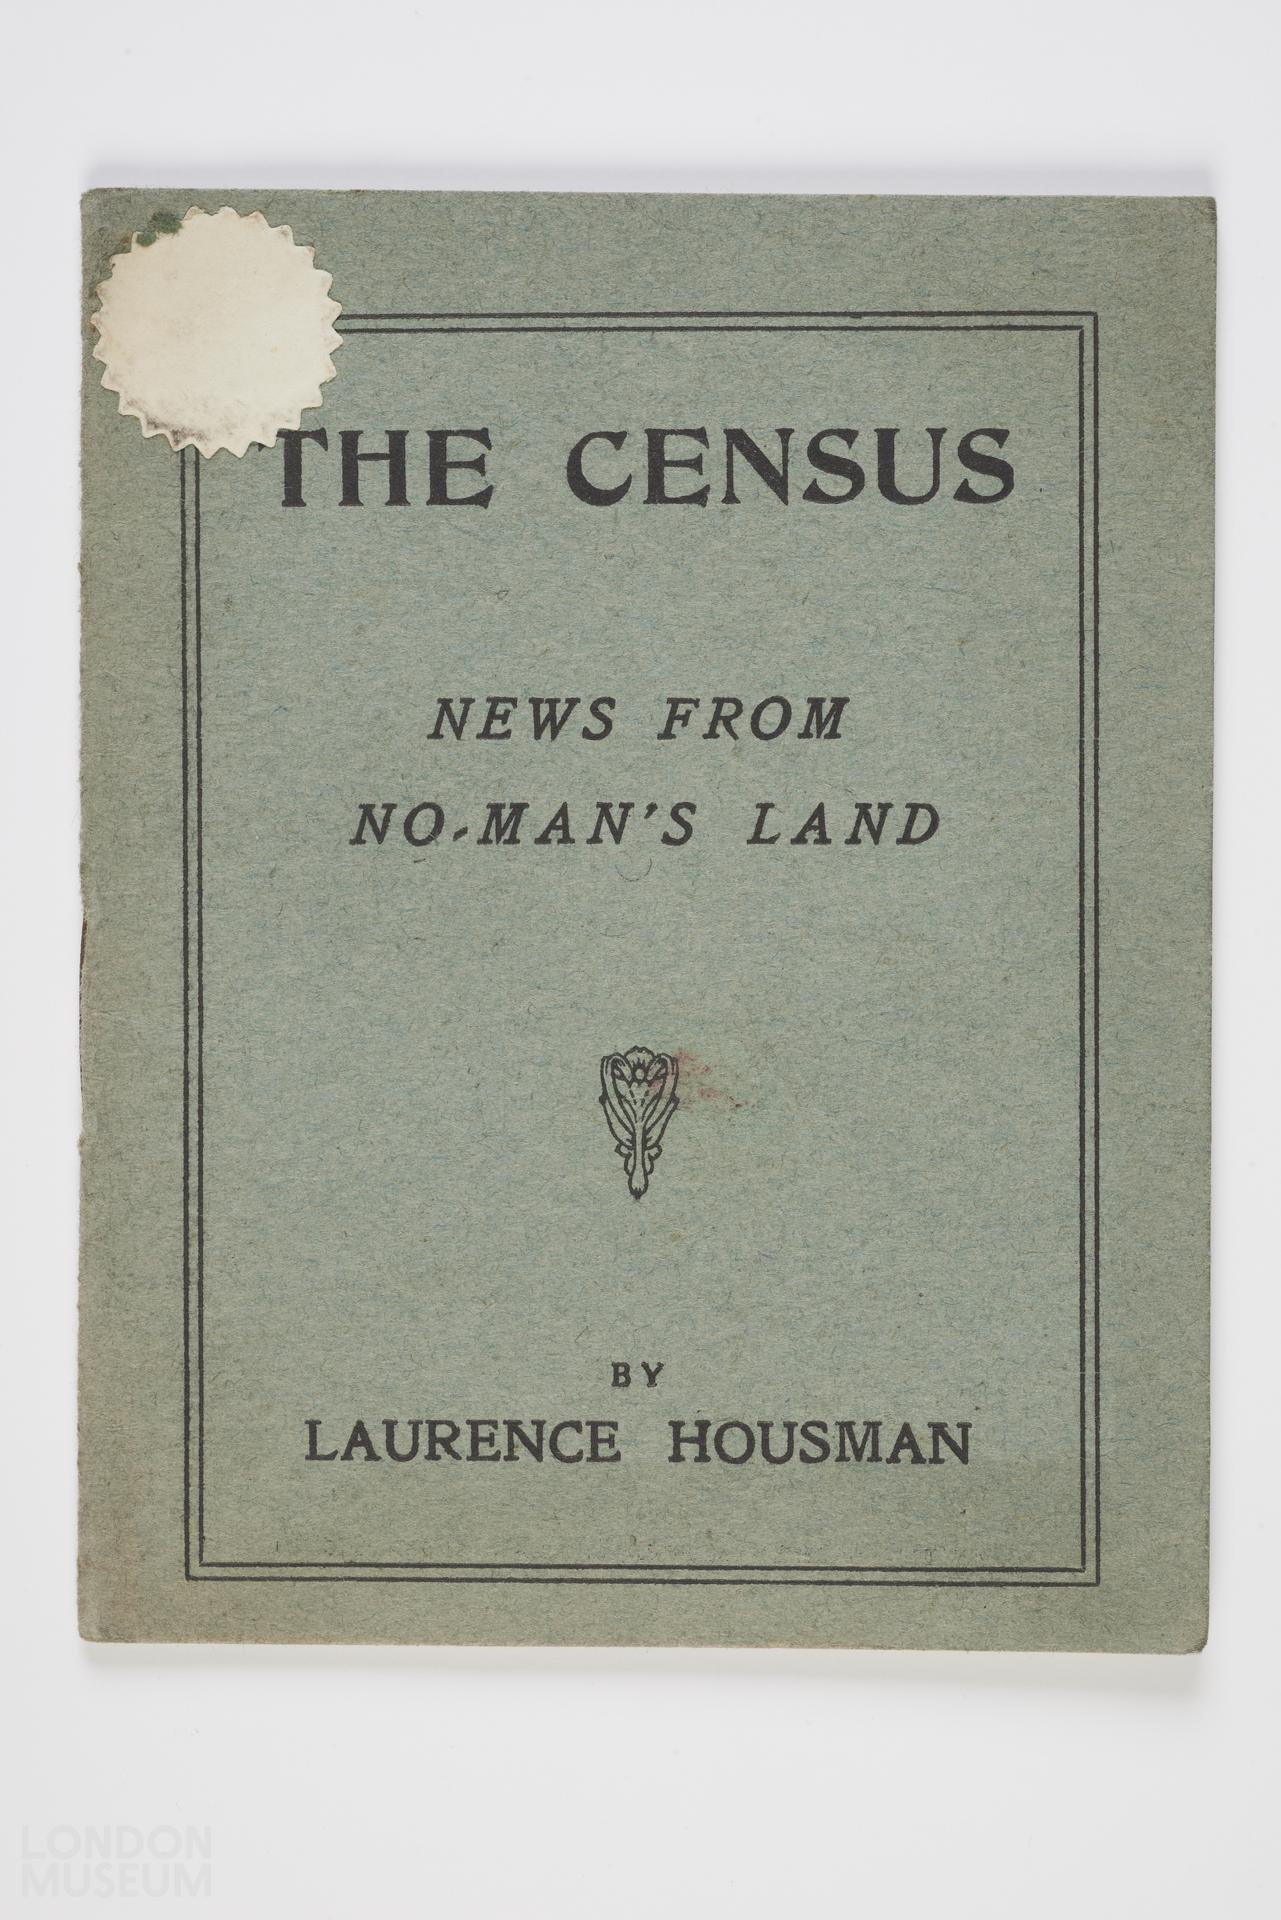 THE CENSUS
NEWS FROM
NO-MAN'S LAND
BY
LAURENCE HOUSMAN
LONDON
MUSEUM